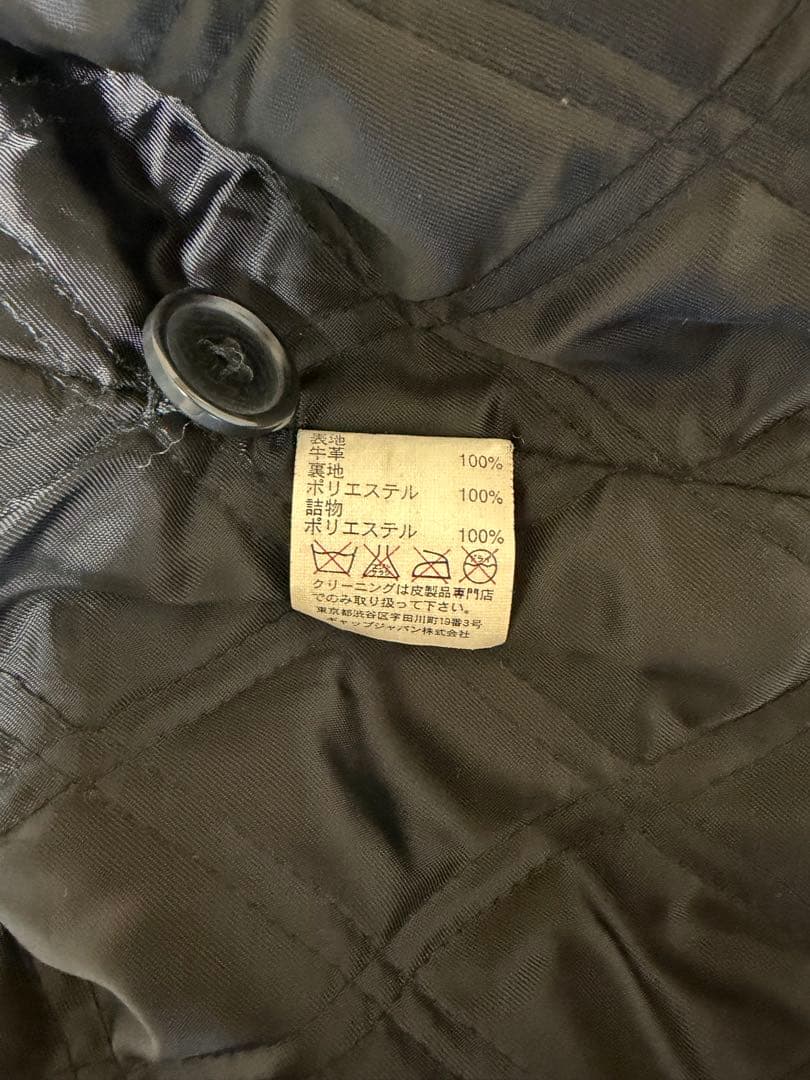 表地
牛革 100%
裏地
ポリエステル 100%
詰物
ポリエステル 100%
ドライ
クリーニングは皮製品専門店
でのみ取り扱って下さい。
東京都渋谷区宇田川町19番3号
ギャップジャパン株式会社